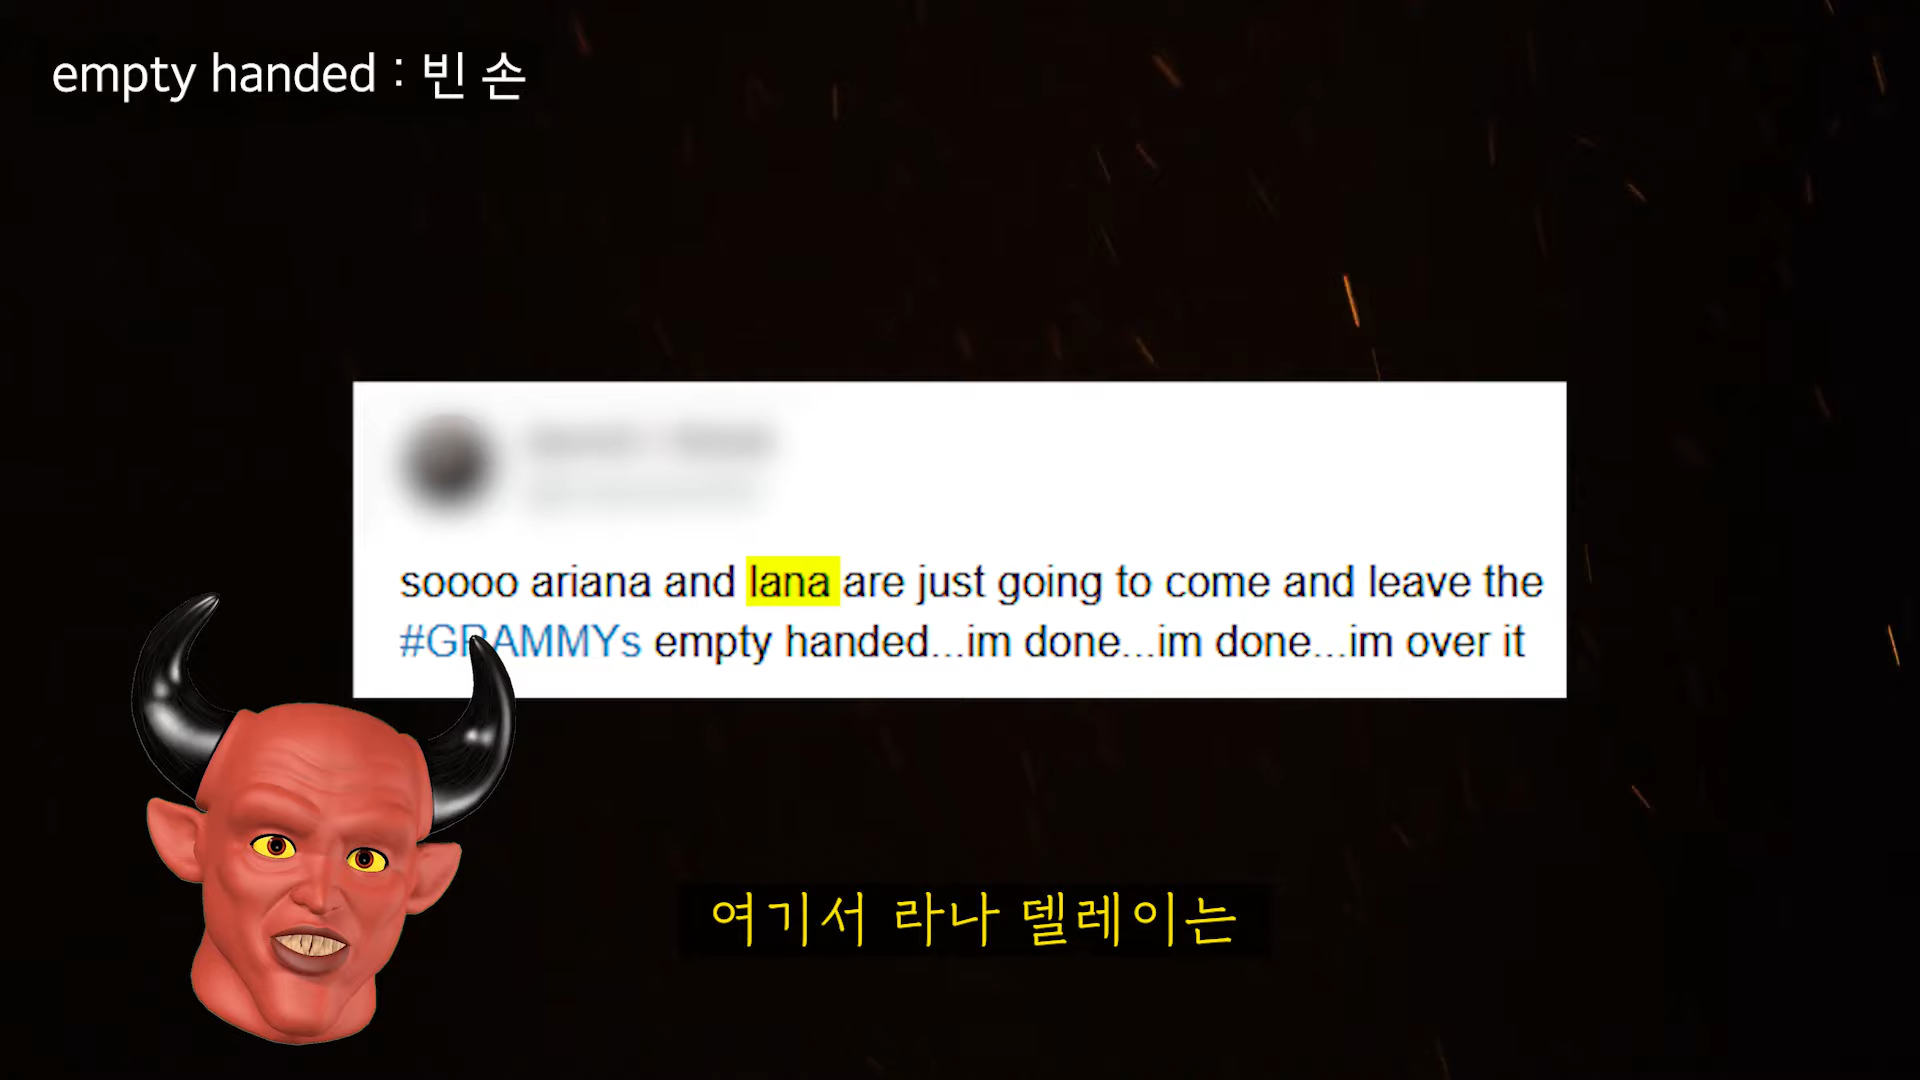 empty handed : 빈 손
soooo ariana and lana are just going to come and leave the
#GRAMMYs empty handed...im done...im done...im over it
여기서 라나 델레이는